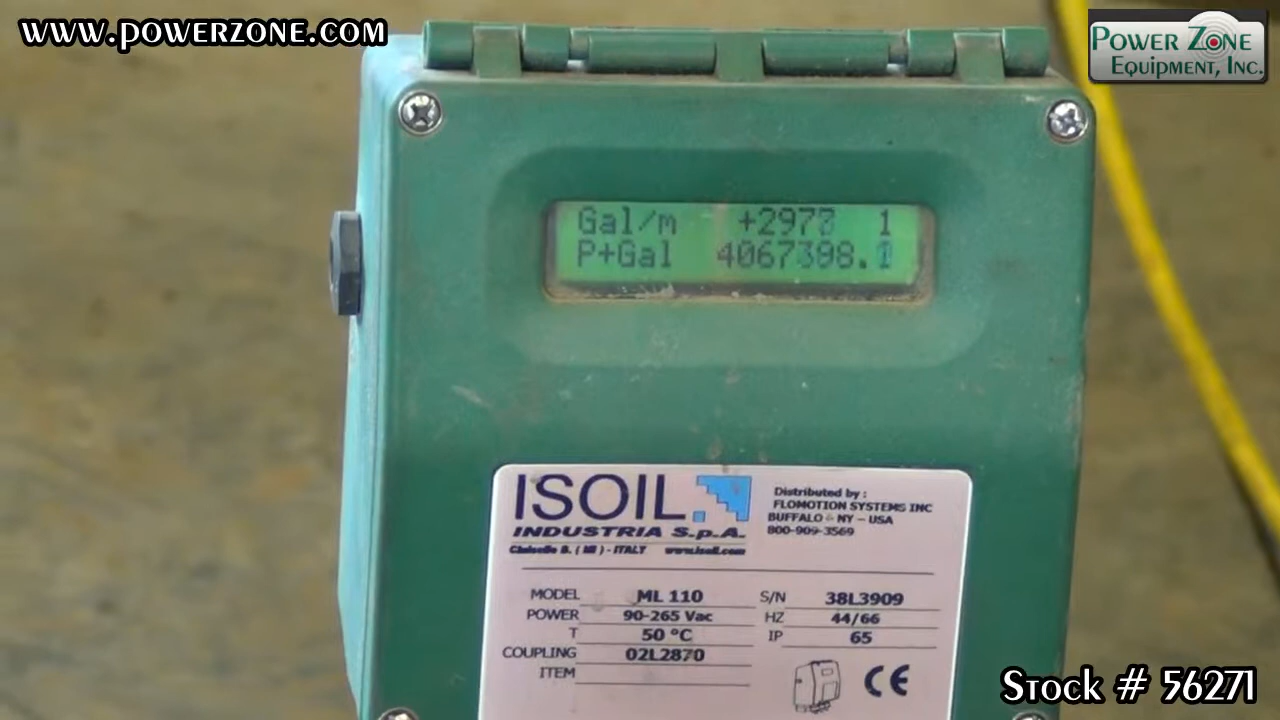 www.powerzone.com
Power Zone
Equipment, Inc.
Gal/m +297 1
P+Gal 4067398.
ISOIL
INDUSTRIA S.p.A.
Cinisello B. ( MI ) - ITALY www.isoil.com
Distributed by :
FLOMOTION SYSTEMS INC
BUFFALO - NY - USA
800-909-3569
MODEL ML 110 S/N 38L3909
POWER 90-265 Vac HZ 44/66
T 50 °C IP 65
COUPLING 02L2870
ITEM
CE
Stock # 56271